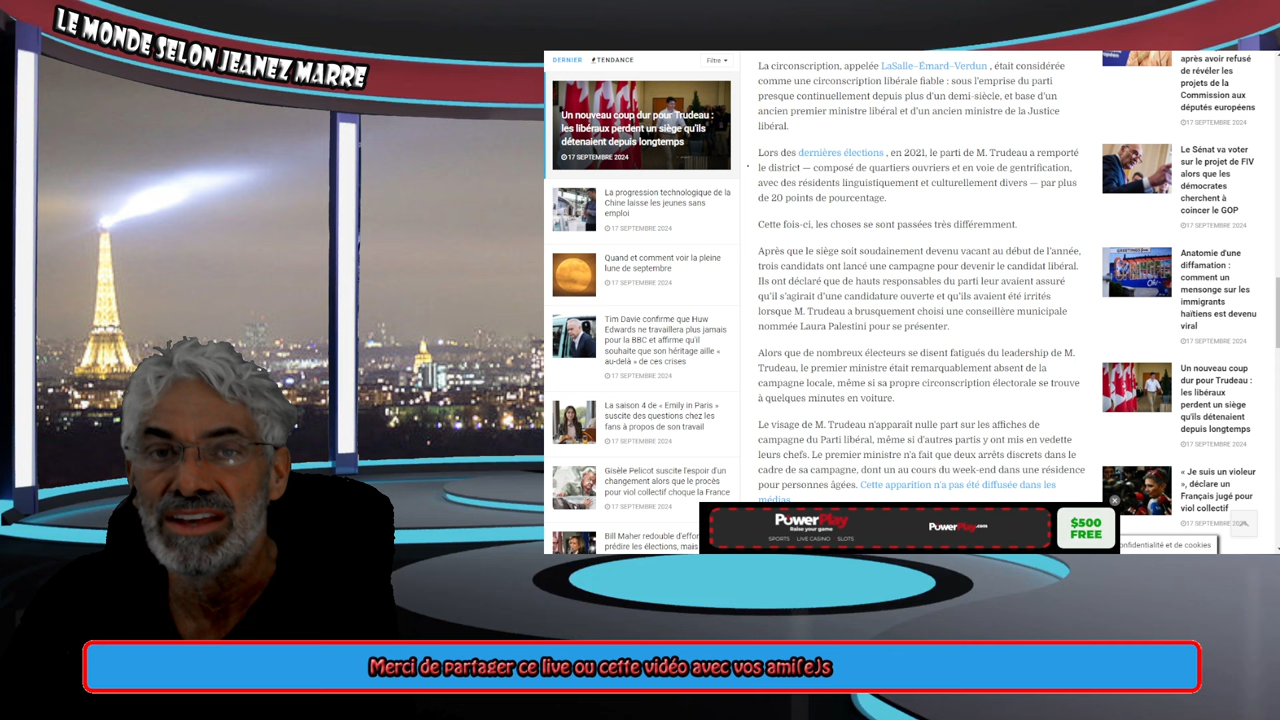 LE MONDE SELON JEANEZ MARRE
DERNIER
TENDANCE
Filtre
Un nouveau coup dur pour Trudeau :
les libéraux perdent un siège qu'ils
détenaient depuis longtemps
17 SEPTEMBRE 2024
La progression technologique de la
Chine laisse les jeunes sans
emploi
17 SEPTEMBRE 2024
Quand et comment voir la pleine
lune de septembre
17 SEPTEMBRE 2024
Tim Davie confirme que Huw
Edwards ne travaillera plus jamais
pour la BBC et affirme qu'il
souhaite que son héritage aille «
au-delà » de ces crises
17 SEPTEMBRE 2024
La saison 4 de « Emily in Paris »
suscite des questions chez les
fans à propos de son travail
17 SEPTEMBRE 2024
Gisèle Pelicot suscite l'espoir d'un
changement alors que le procès
pour viol collectif choque la France
17 SEPTEMBRE 2024
Bill Maher redouble d'effor
prédire les élections, mais
La circonscription, appelée LaSalle–Émard–Verdun , était considérée
comme une circonscription libérale fiable : sous l'emprise du parti
presque continuellement depuis plus d'un demi-siècle, et base d'un
ancien premier ministre libéral et d'un ancien ministre de la Justice
libéral.
Lors des dernières élections , en 2021, le parti de M. Trudeau a remporté
le district — composé de quartiers ouvriers et en voie de gentrification,
avec des résidents linguistiquement et culturellement divers — par plus
de 20 points de pourcentage.
Cette fois-ci, les choses se sont passées très différemment.
Après que le siège soit soudainement devenu vacant au début de l'année,
trois candidats ont lancé une campagne pour devenir le candidat libéral.
Ils ont déclaré que de hauts responsables du parti leur avaient assuré
qu'il s'agirait d'une candidature ouverte et qu'ils avaient été irrités
lorsque M. Trudeau a brusquement choisi une conseillère municipale
nommée Laura Palestini pour se présenter.
Alors que de nombreux électeurs se disent fatigués du leadership de M.
Trudeau, le premier ministre était remarquablement absent de la
campagne locale, même si sa propre circonscription électorale se trouve
à quelques minutes en voiture.
Le visage de M. Trudeau n'apparaît nulle part sur les affiches de
campagne du Parti libéral, même si d'autres partis y ont mis en vedette
leurs chefs. Le premier ministre n'a fait que deux arrêts discrets dans le
cadre de sa campagne, dont un au cours du week-end dans une résidence
pour personnes âgées. Cette apparition n'a pas été diffusée dans les
médias
après avoir refusé
de révéler les
projets de la
Commission aux
députés européens
17 SEPTEMBRE 2024
Le Sénat va voter
sur le projet de FIV
alors que les
démocrates
cherchent à
coincer le GOP
17 SEPTEMBRE 2024
Anatomie d'une
diffamation :
comment un
mensonge sur les
immigrants
haïtiens est devenu
viral
17 SEPTEMBRE 2024
Un nouveau coup
dur pour Trudeau :
les libéraux
perdent un siège
qu'ils détenaient
depuis longtemps
17 SEPTEMBRE 2024
« Je suis un violeur
», déclare un
Français jugé pour
viol collectif
17 SEPTEMBRE
PowerPlay
Raise your game
SPORTS LIVE CASINO SLOTS
PowerPlay.com
$500
FREE
onfidentialité et de cookies
Merci de partager ce live ou cette vidéo avec vos ami(e)s